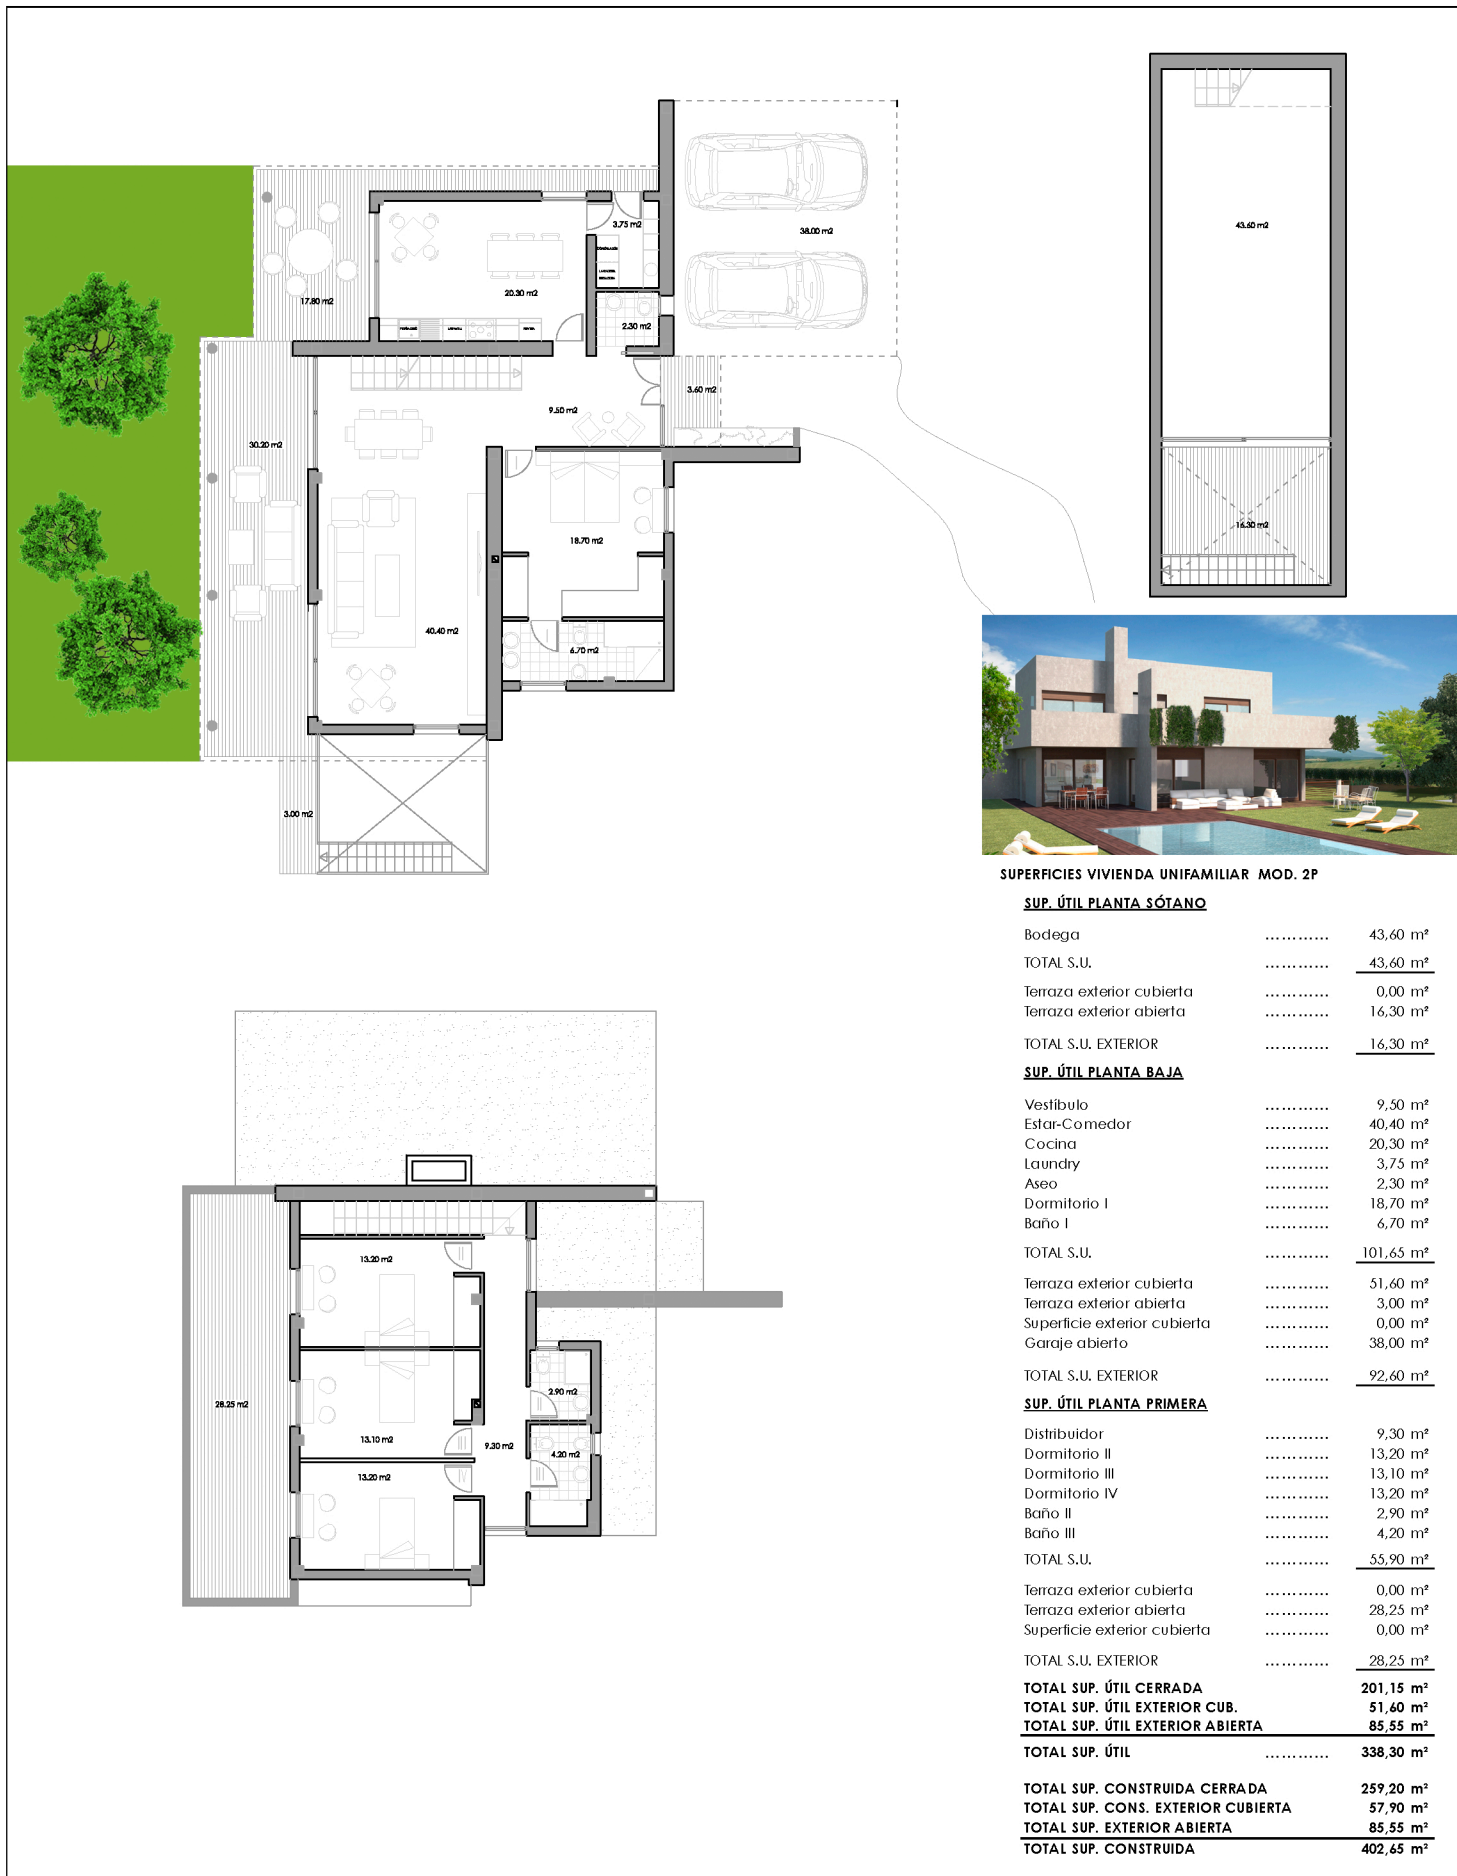 3.75 m2
38.00 m2
43.60 m2
20.30 m2
17.80 m2
2.30 m2
3.60 m2
9.50 m2
30.20 m2
16.30 m2
18.70 m2
40.40 m2
6.70 m2
3.00 m2
SUPERFICIES VIVIENDA UNIFAMILIAR MOD. 2P
SUP. ÚTIL PLANTA SÓTANO
Bodega ............ 43,60 m²
TOTAL S.U. ............ 43,60 m²
Terraza exterior cubierta ............ 0,00 m²
Terraza exterior abierta ............ 16,30 m²
TOTAL S.U. EXTERIOR ............ 16,30 m²
SUP. ÚTIL PLANTA BAJA
Vestíbulo ............ 9,50 m²
Estar-Comedor ............ 40,40 m²
Cocina ............ 20,30 m²
Laundry ............ 3,75 m²
Aseo ............ 2,30 m²
Dormitorio I ............ 18,70 m²
Baño I ............ 6,70 m²
TOTAL S.U. ............ 101,65 m²
Terraza exterior cubierta ............ 51,60 m²
Terraza exterior abierta ............ 3,00 m²
Superficie exterior cubierta ............ 0,00 m²
Garaje abierto ............ 38,00 m²
TOTAL S.U. EXTERIOR ............ 92,60 m²
SUP. ÚTIL PLANTA PRIMERA
Distribuidor ............ 9,30 m²
Dormitorio II ............ 13,20 m²
Dormitorio III ............ 13,10 m²
Dormitorio IV ............ 13,20 m²
Baño II ............ 2,90 m²
Baño III ............ 4,20 m²
TOTAL S.U. ............ 55,90 m²
Terraza exterior cubierta ............ 0,00 m²
Terraza exterior abierta ............ 28,25 m²
Superficie exterior cubierta ............ 0,00 m²
TOTAL S.U. EXTERIOR ............ 28,25 m²
TOTAL SUP. ÚTIL CERRADA 201,15 m²
TOTAL SUP. ÚTIL EXTERIOR CUB. 51,60 m²
TOTAL SUP. ÚTIL EXTERIOR ABIERTA 85,55 m²
TOTAL SUP. ÚTIL ............ 338,30 m²
TOTAL SUP. CONSTRUIDA CERRADA 259,20 m²
TOTAL SUP. CONS. EXTERIOR CUBIERTA 57,90 m²
TOTAL SUP. EXTERIOR ABIERTA 85,55 m²
TOTAL SUP. CONSTRUIDA 402,65 m²
13.20 m2
2.90 m2
28.25 m2
13.10 m2
9.30 m2
4.20 m2
13.20 m2